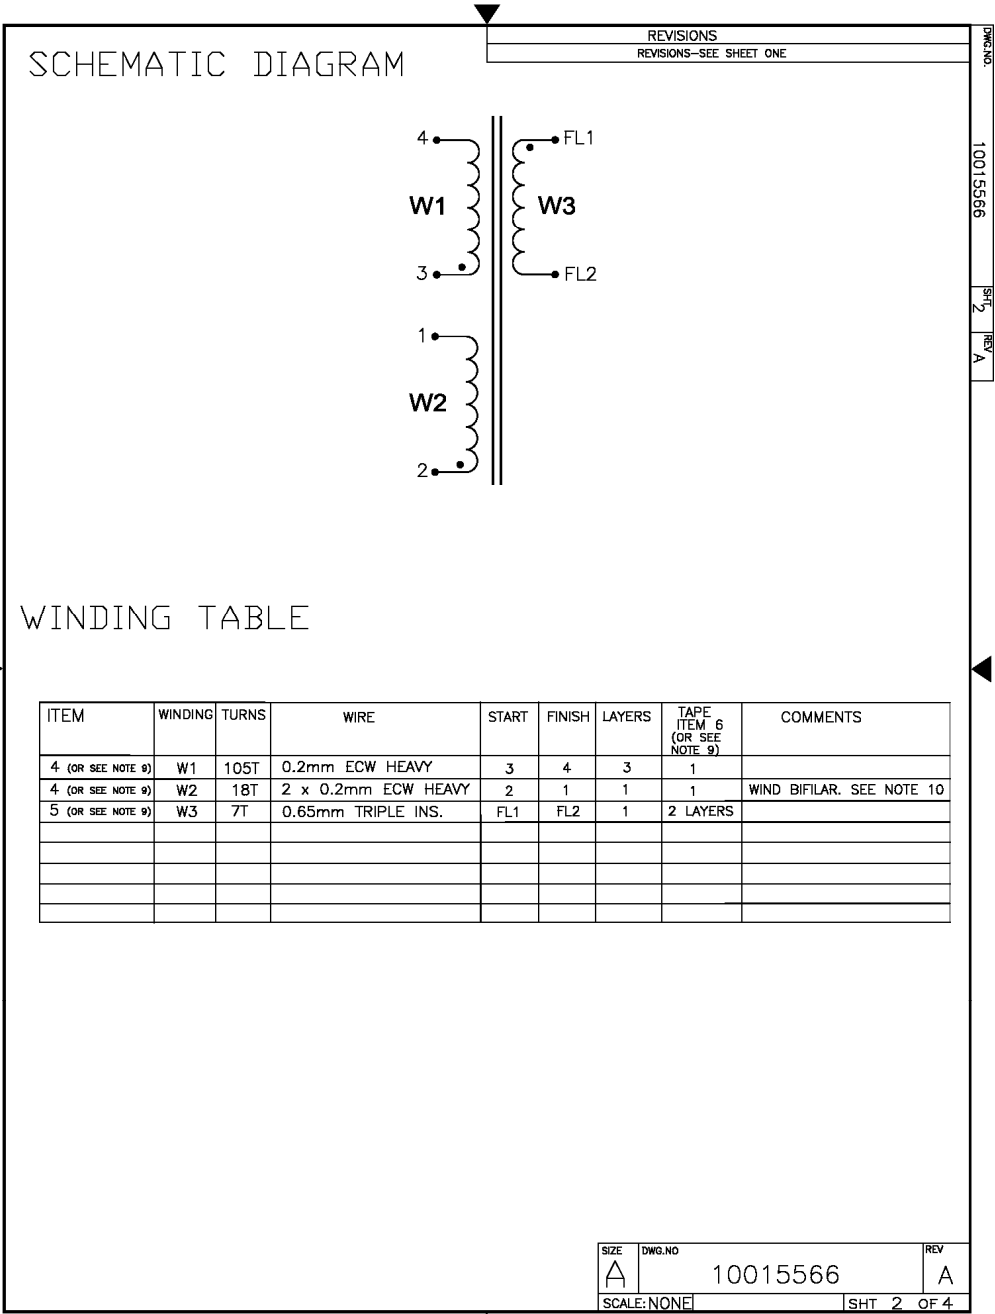 REVISIONS
REVISIONS—SEE SHEET ONE
DWG.NO.
10015566
SHT
2
REV
A
SCHEMATIC DIAGRAM
4
FL1
W1
W3
3
FL2
1
W2
2
WINDING TABLE
ITEM WINDING TURNS WIRE START FINISH LAYERS TAPE ITEM 6 (OR SEE NOTE 9) COMMENTS
4 (OR SEE NOTE 9) W1 105T 0.2mm ECW HEAVY 3 4 3 1
4 (OR SEE NOTE 9) W2 18T 2 x 0.2mm ECW HEAVY 2 1 1 1 WIND BIFILAR. SEE NOTE 10
5 (OR SEE NOTE 9) W3 7T 0.65mm TRIPLE INS. FL1 FL2 1 2 LAYERS
SIZE DWG.NO REV
A 10015566 A
SCALE: NONE SHT 2 OF 4